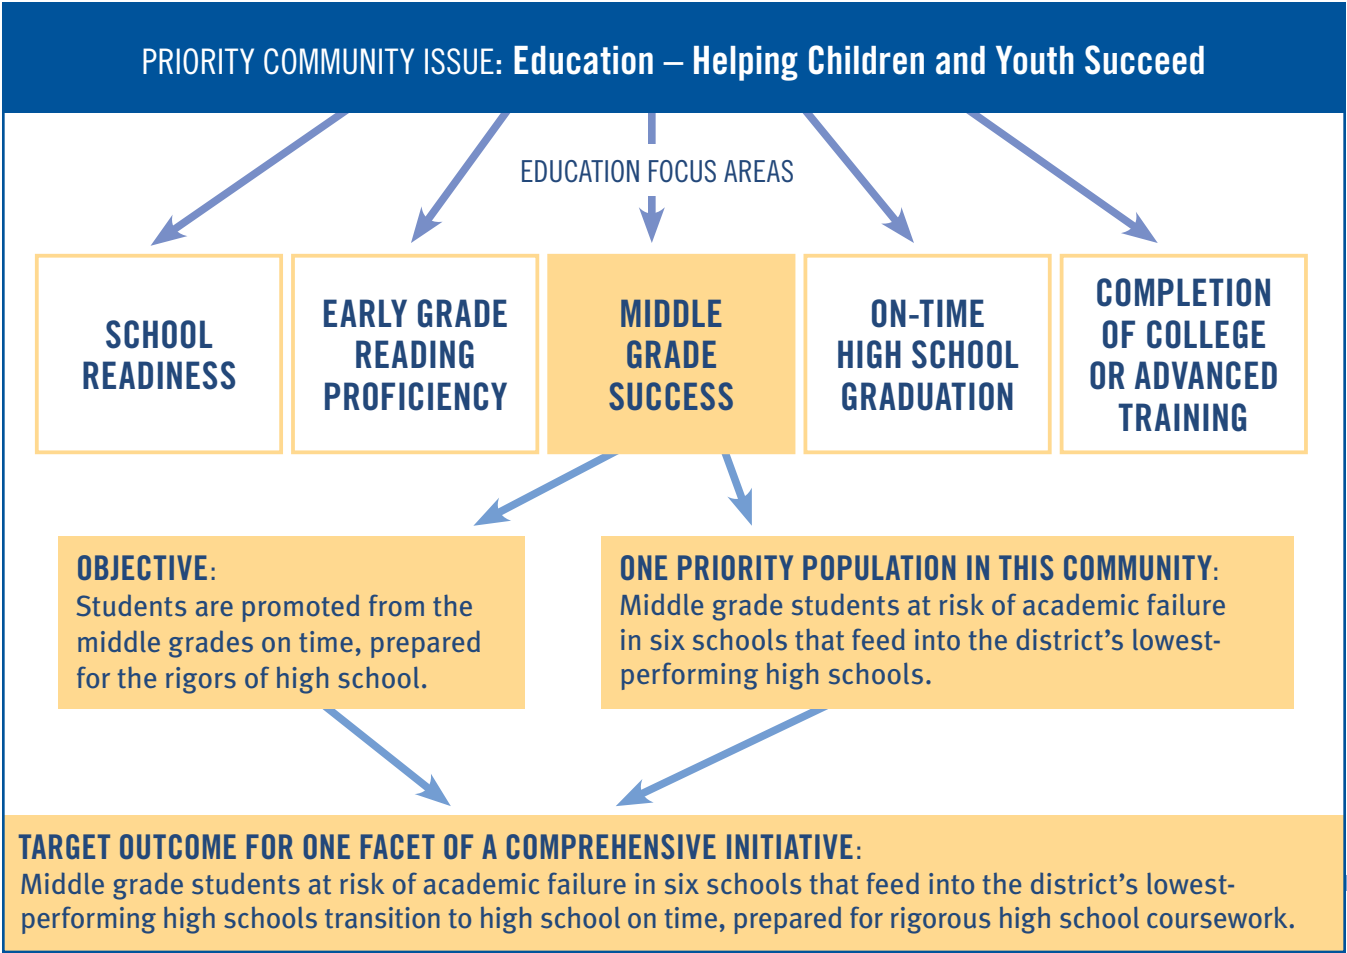 PRIORITY COMMUNITY ISSUE: Education – Helping Children and Youth Succeed
EDUCATION FOCUS AREAS
SCHOOL
READINESS
EARLY GRADE
READING
PROFICIENCY
MIDDLE
GRADE
SUCCESS
ON-TIME
HIGH SCHOOL
GRADUATION
COMPLETION
OF COLLEGE
OR ADVANCED
TRAINING
OBJECTIVE:
Students are promoted from the
middle grades on time, prepared
for the rigors of high school.
ONE PRIORITY POPULATION IN THIS COMMUNITY:
Middle grade students at risk of academic failure
in six schools that feed into the district’s lowest-
performing high schools.
TARGET OUTCOME FOR ONE FACET OF A COMPREHENSIVE INITIATIVE:
Middle grade students at risk of academic failure in six schools that feed into the district’s lowest-
performing high schools transition to high school on time, prepared for rigorous high school coursework.